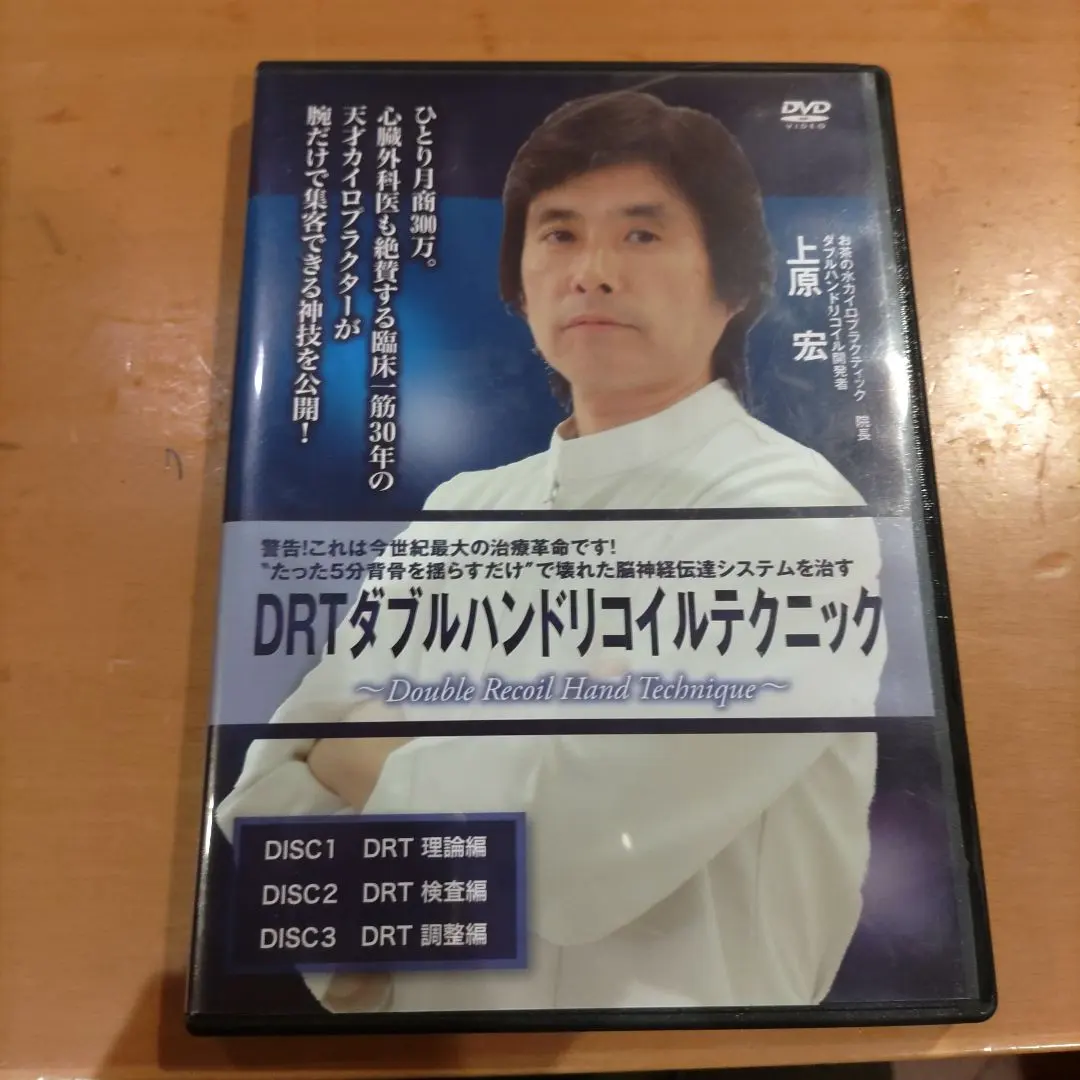 ひとり月商300万。
心臓外科医も絶賛する臨床一筋30年の
天才カイロプラクターが
腕だけで集客できる神技を公開!
DVD
VIDEO
お茶の水カイロプラクティック 院長
ダブルハンドリコイル開発者
上原 宏
警告!これは今世紀最大の治療革命です!
〝たった5分背骨を揺らすだけ〟で壊れた脳神経伝達システムを治す
DRTダブルハンドリコイルテクニック
～Double Recoil Hand Technique～
DISC1 DRT 理論編
DISC2 DRT 検査編
DISC3 DRT 調整編